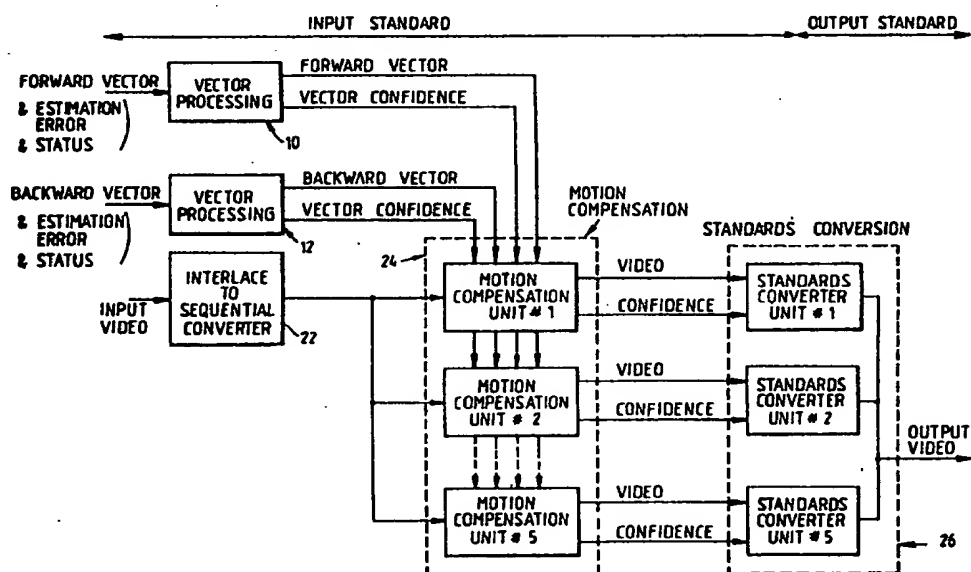 INPUT STANDARD
OUTPUT STANDARD
FORWARD VECTOR
& ESTIMATION
ERROR
& STATUS
VECTOR
PROCESSING
10
FORWARD VECTOR
VECTOR CONFIDENCE
BACKWARD VECTOR
& ESTIMATION
ERROR
& STATUS
VECTOR
PROCESSING
12
BACKWARD VECTOR
VECTOR CONFIDENCE
MOTION
COMPENSATION
STANDARDS CONVERSION
24
INPUT
VIDEO
INTERLACE
TO
SEQUENTIAL
CONVERTER
22
MOTION
COMPENSATION
UNIT # 1
VIDEO
CONFIDENCE
STANDARDS
CONVERTER
UNIT # 1
MOTION
COMPENSATION
UNIT # 2
VIDEO
CONFIDENCE
STANDARDS
CONVERTER
UNIT # 2
OUTPUT
VIDEO
MOTION
COMPENSATION
UNIT # 5
VIDEO
CONFIDENCE
STANDARDS
CONVERTER
UNIT # 5
26